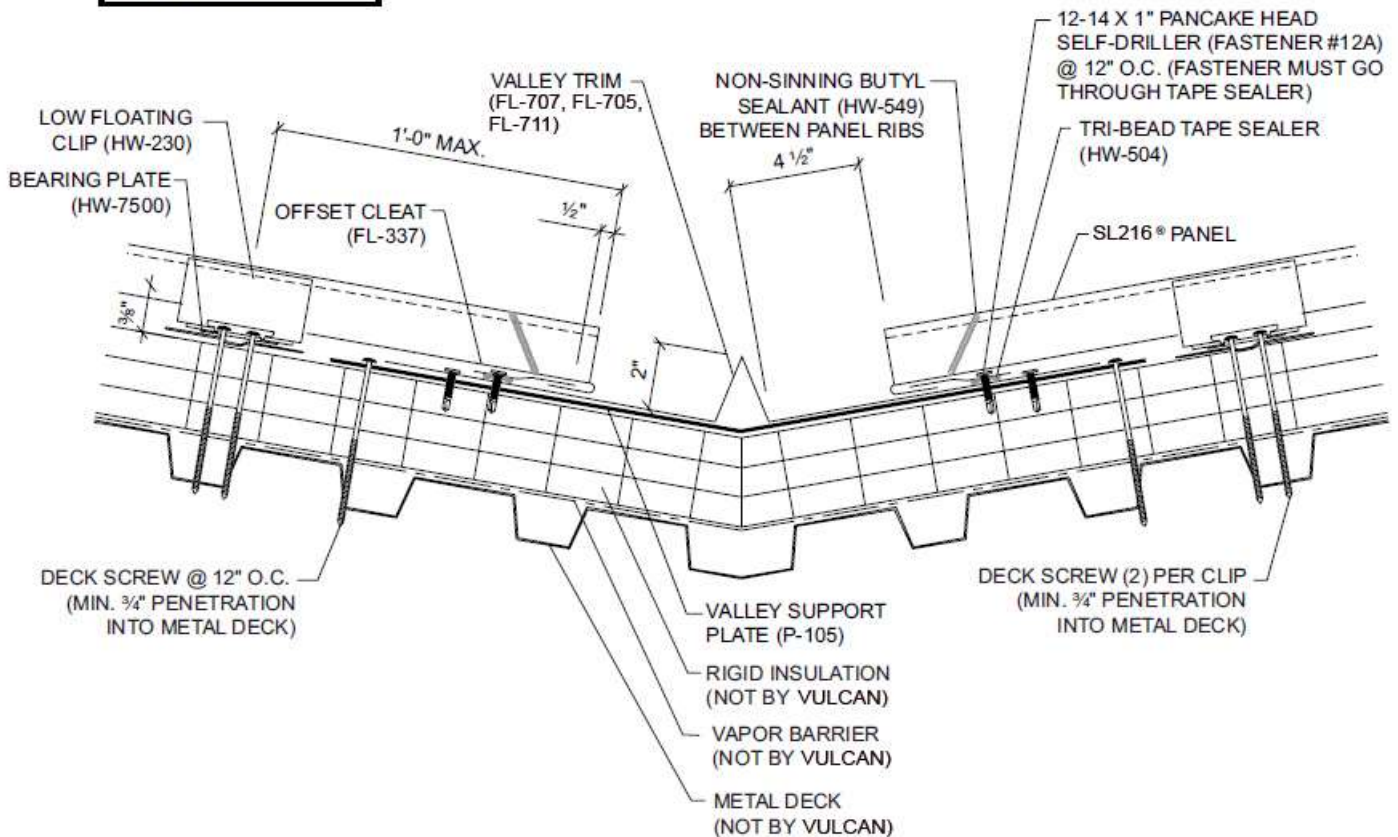 12-14 X 1" PANCAKE HEAD
SELF-DRILLER (FASTENER #12A)
@ 12" O.C. (FASTENER MUST GO
THROUGH TAPE SEALER)
VALLEY TRIM
(FL-707, FL-705,
FL-711)
NON-SINNING BUTYL
SEALANT (HW-549)
BETWEEN PANEL RIBS
LOW FLOATING
CLIP (HW-230)
1'-0" MAX.
TRI-BEAD TAPE SEALER
(HW-504)
4 ½"
BEARING PLATE
(HW-7500)
OFFSET CLEAT
(FL-337)
½"
SL216® PANEL
⅜"
2"
DECK SCREW @ 12" O.C.
(MIN. ¾" PENETRATION
INTO METAL DECK)
DECK SCREW (2) PER CLIP
(MIN. ¾" PENETRATION
INTO METAL DECK)
VALLEY SUPPORT
PLATE (P-105)
RIGID INSULATION
(NOT BY VULCAN)
VAPOR BARRIER
(NOT BY VULCAN)
METAL DECK
(NOT BY VULCAN)